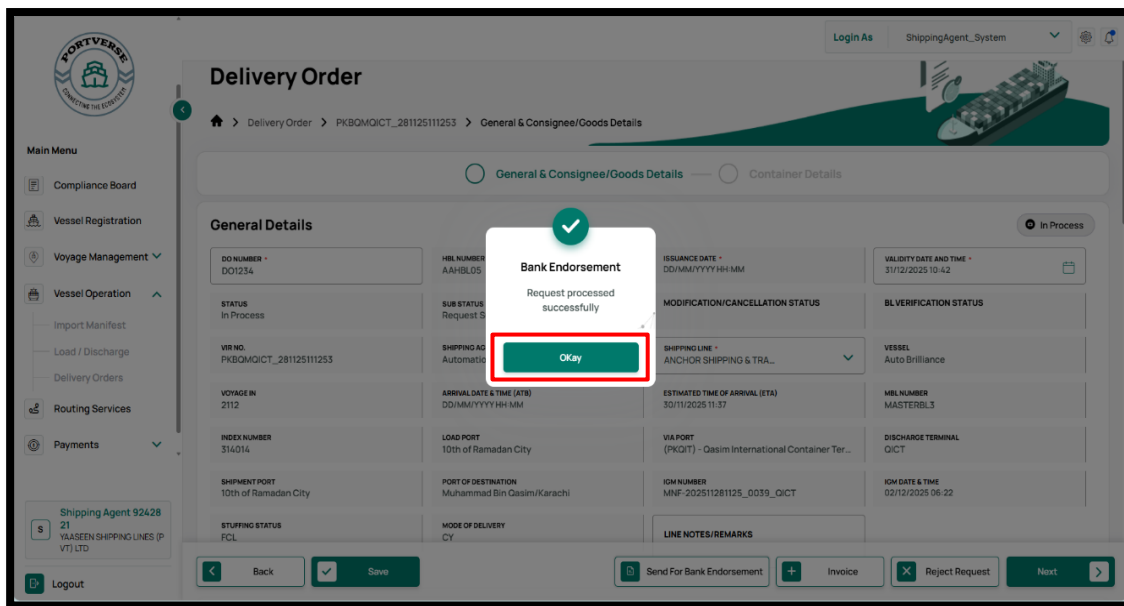 PORTVERSE
CONNECTING THE ECOSYSTEM
Login As ShippingAgent_System
Delivery Order
Delivery Order > PKBQMQICT_281125111253 > General & Consignee/Goods Details
Main Menu
Compliance Board
Vessel Registration
Voyage Management
Vessel Operation
Import Manifest
Load / Discharge
Delivery Orders
Routing Services
Payments
S
Shipping Agent 92428
21
YAASEEN SHIPPING LINES (P
VT) LTD
Logout
General & Consignee/Goods Details
Container Details
General Details
In Process
DO NUMBER *
DO1234
HBL NUMBER
AAHBL05
ISSUANCE DATE *
DD/MM/YYYY HH:MM
VALIDITY DATE AND TIME *
31/12/2025 10:42
STATUS
In Process
SUB STATUS
Request S
MODIFICATION/CANCELLATION STATUS
BL VERIFICATION STATUS
VIR NO.
PKBQMQICT_281125111253
SHIPPING AG
Automatio
SHIPPING LINE *
ANCHOR SHIPPING & TRA...
VESSEL
Auto Brilliance
VOYAGE IN
2112
ARRIVAL DATE & TIME (ATB)
DD/MM/YYYY HH:MM
ESTIMATED TIME OF ARRIVAL (ETA)
30/11/2025 11:37
MBL NUMBER
MASTERBL3
INDEX NUMBER
314014
LOAD PORT
10th of Ramadan City
VIA PORT
(PKQIT) - Qasim International Container Ter...
DISCHARGE TERMINAL
QICT
SHIPMENT PORT
10th of Ramadan City
PORT OF DESTINATION
Muhammad Bin Qasim/Karachi
IGM NUMBER
MNF-202511281125_0039_QICT
IGM DATE & TIME
02/12/2025 06:22
STUFFING STATUS
FCL
MODE OF DELIVERY
CY
LINE NOTES/REMARKS
Bank Endorsement
Request processed
successfully
OKay
Back
Save
Send For Bank Endorsement
Invoice
Reject Request
Next